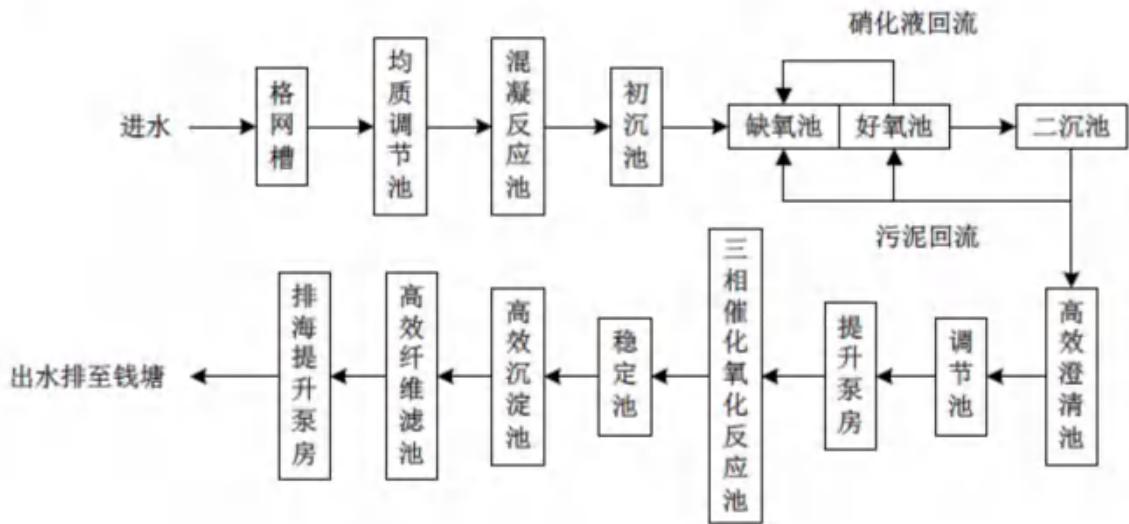 硝化液回流
进水
格网槽
均质调节池
混凝反应池
初沉池
缺氧池
好氧池
二沉池
污泥回流
高效澄清池
调节池
提升泵房
三相催化氧化反应池
稳定池
高效沉淀池
高效纤维滤池
排海提升泵房
出水排至钱塘